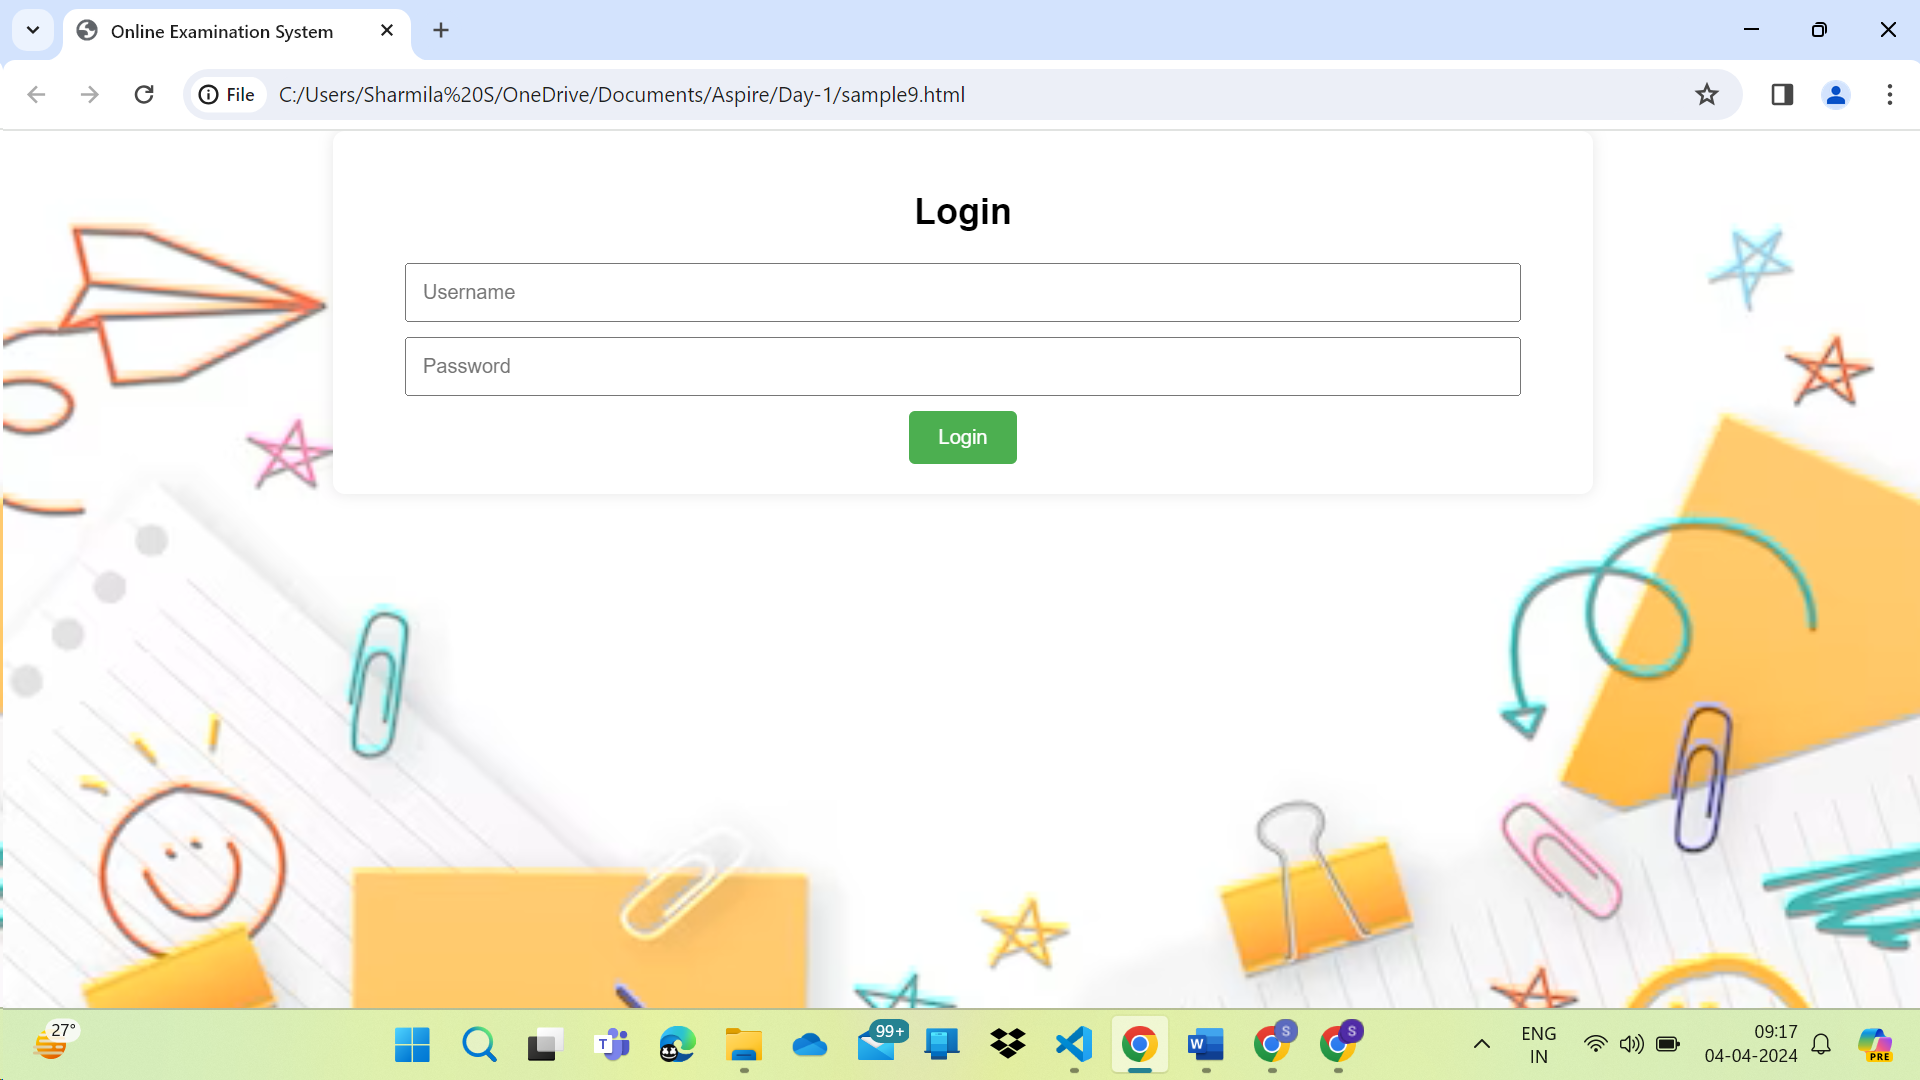 Online Examination System
File C:/Users/Sharmila%20S/OneDrive/Documents/Aspire/Day-1/sample9.html
Login
Username
Password
Login
27°
T
99+
W
S
S
ENG
IN
09:17
04-04-2024
PRE